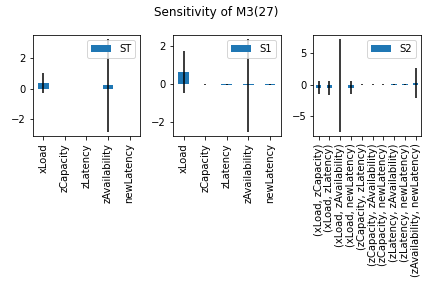 Sensitivity of M3(27)
ST
2
0
−2
xLoad
zCapacity
zLatency
zAvailability
newLatency
S1
2
0
−2
xLoad
zCapacity
zLatency
zAvailability
newLatency
S2
5
0
−5
(xLoad, zCapacity)
(xLoad, zLatency)
(xLoad, zAvailability)
(xLoad, newLatency)
(zCapacity, zLatency)
(zCapacity, zAvailability)
(zCapacity, newLatency)
(zLatency, zAvailability)
(zLatency, newLatency)
(zAvailability, newLatency)